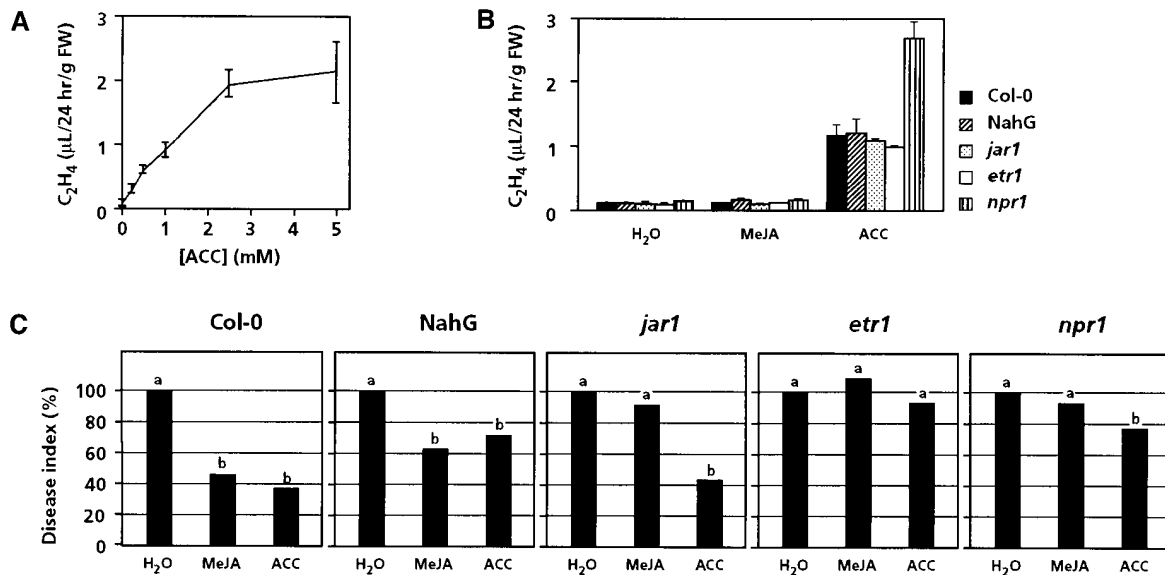 A
C₂H₄ (μL/24 hr/g FW)
3
2
1
0
0 1 2 3 4 5
[ACC] (mM)
B
C₂H₄ (μL/24 hr/g FW)
3
2
1
0
H₂O MeJA ACC
Col-0
NahG
jar1
etr1
npr1
C
Col-0 NahG jar1 etr1 npr1
Disease index (%)
100
80
60
40
20
0
a b b
a b b
a a b
a a a
a a b
H₂O MeJA ACC
H₂O MeJA ACC
H₂O MeJA ACC
H₂O MeJA ACC
H₂O MeJA ACC